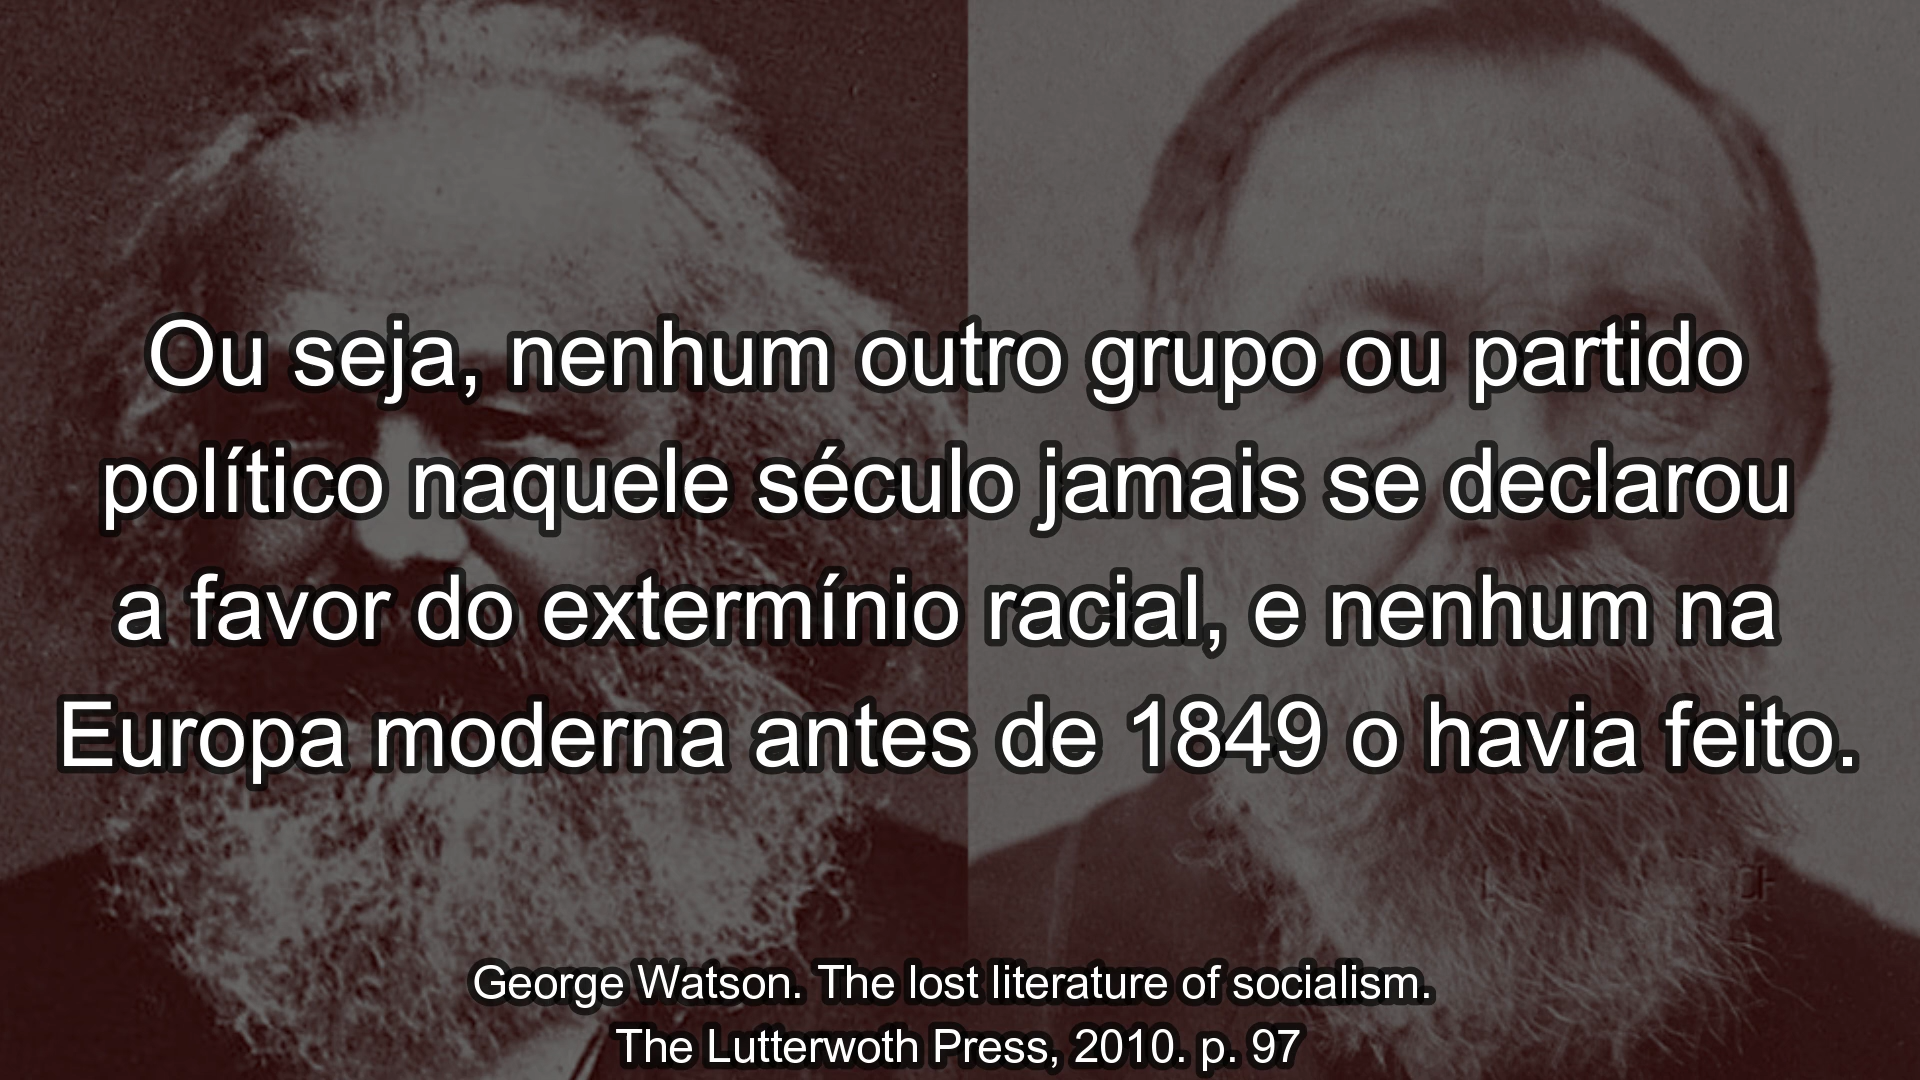 Ou seja, nenhum outro grupo ou partido
político naquele século jamais se declarou
a favor do extermínio racial, e nenhum na
Europa moderna antes de 1849 o havia feito.
George Watson. The lost literature of socialism.
The Lutterwoth Press, 2010. p. 97